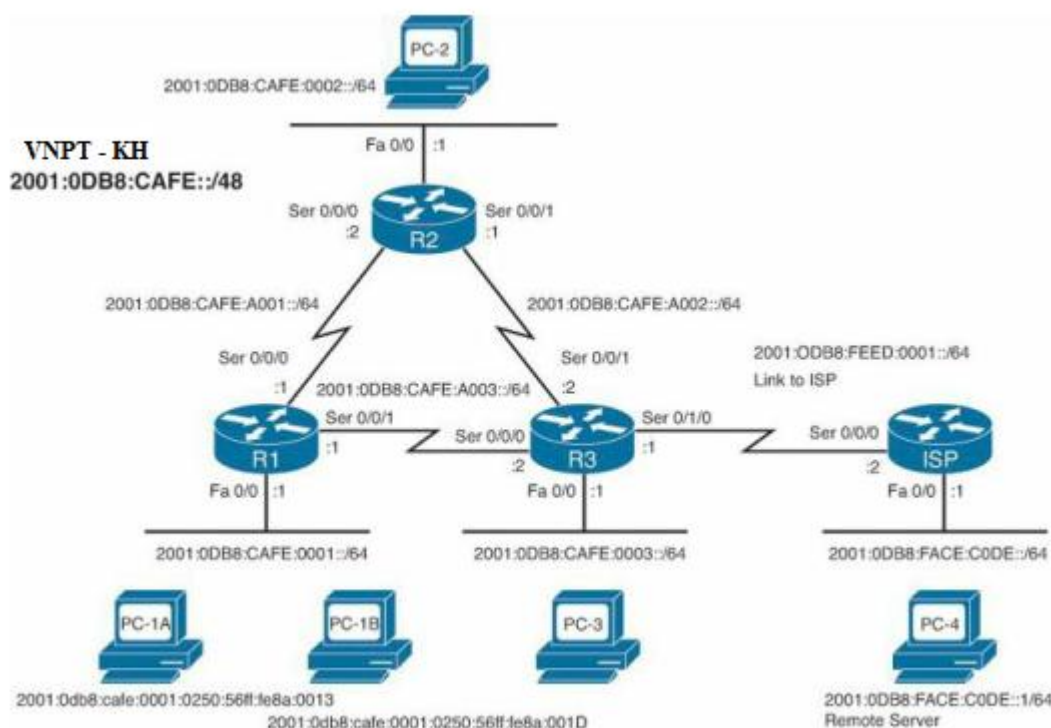 PC-2
2001:0DB8:CAFE:0002::/64
Fa 0/0 :1
VNPT - KH
2001:0DB8:CAFE::/48
Ser 0/0/0 Ser 0/0/1
:2 :1
R2
2001:0DB8:CAFE:A001::/64 2001:0DB8:CAFE:A002::/64
2001:ODB8:FEED:0001::/64
Link to ISP
Ser 0/0/0 Ser 0/0/1
:1 :2
2001:0DB8:CAFE:A003::/64
Ser 0/0/1 Ser 0/0/0 Ser 0/1/0 Ser 0/0/0
:1 :2 :1 :2
R1 R3 ISP
Fa 0/0 :1 Fa 0/0 :1 Fa 0/0 :1
2001:0DB8:CAFE:0001::/64 2001:0DB8:CAFE:0003::/64 2001:0DB8:FACE:C0DE::/64
PC-1A PC-1B PC-3 PC-4
2001:0db8:cafe:0001:0250:56ff:fe8a:0013 2001:0DB8:FACE:C0DE::1/64
2001:0db8:cafe:0001:0250:56ff:fe8a:001D Remote Server